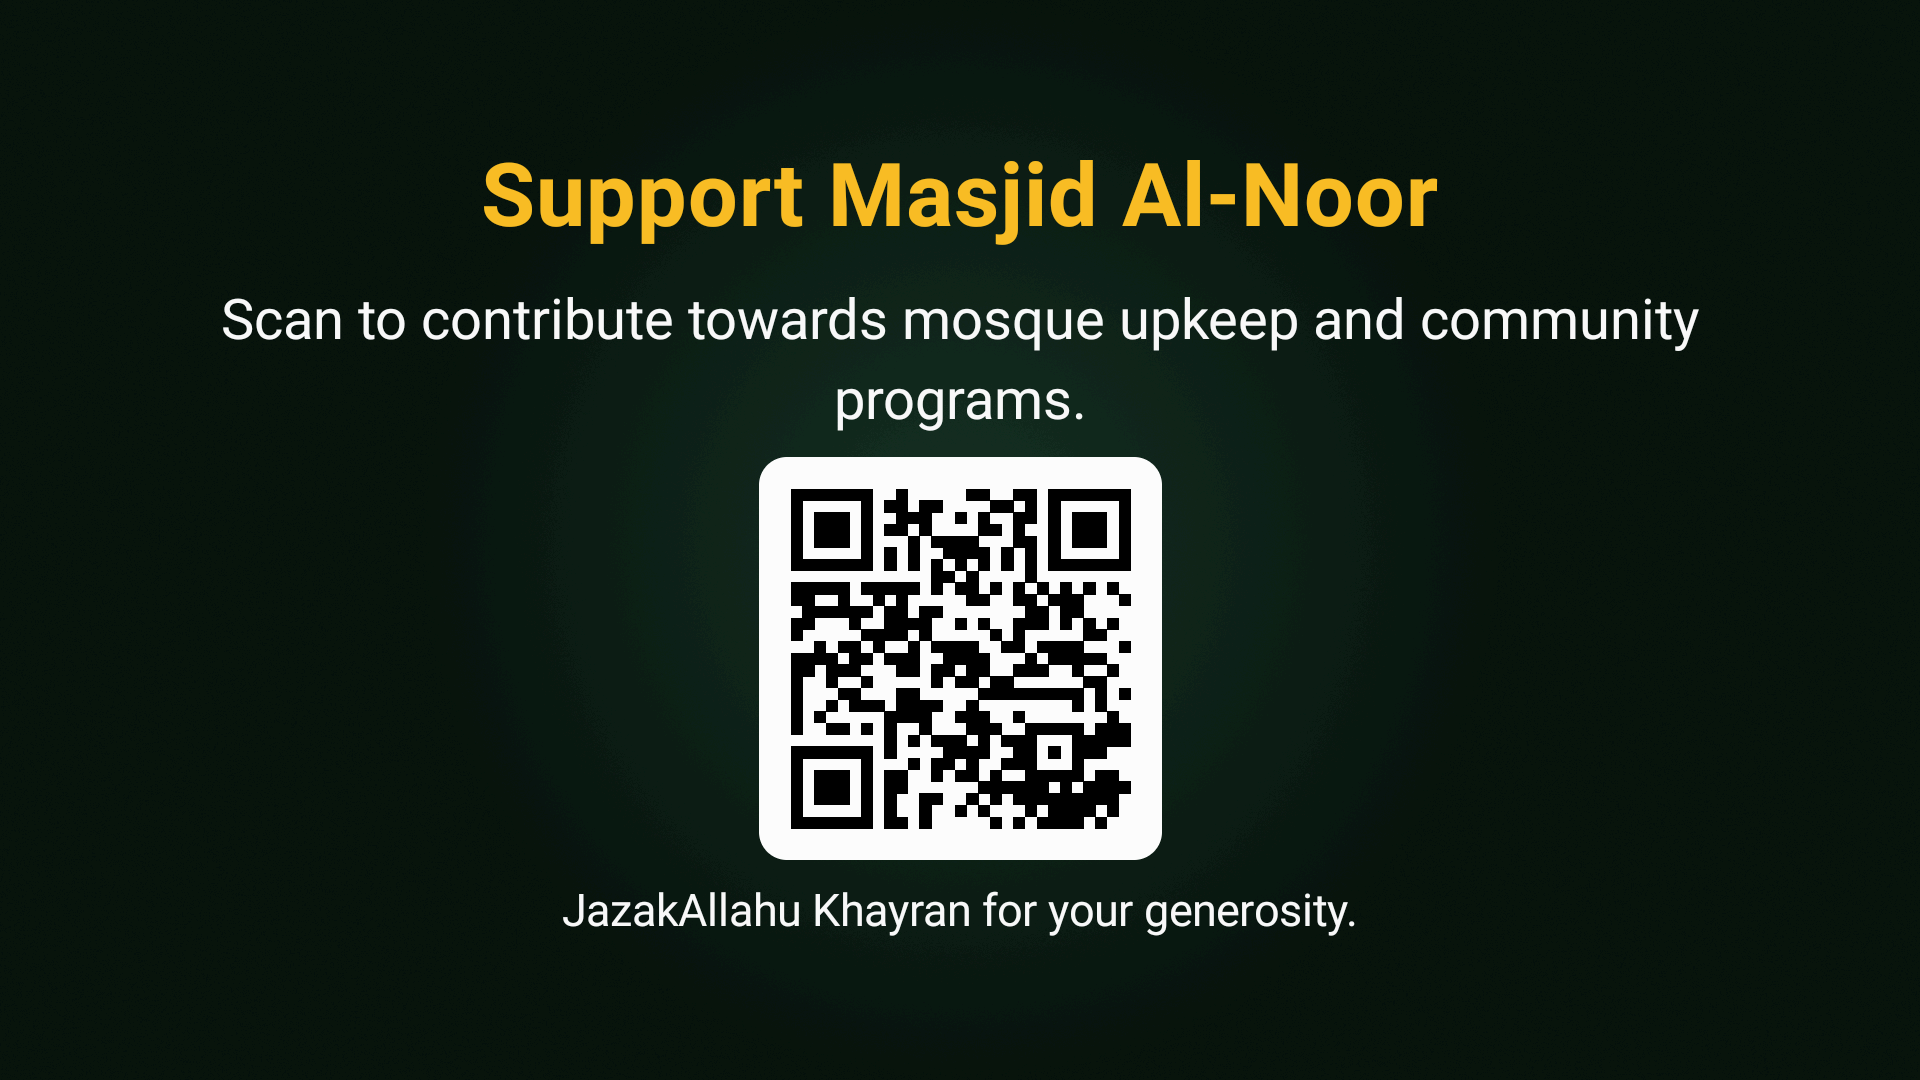 Support Masjid Al-Noor
Scan to contribute towards mosque upkeep and community
programs.
JazakAllahu Khayran for your generosity.